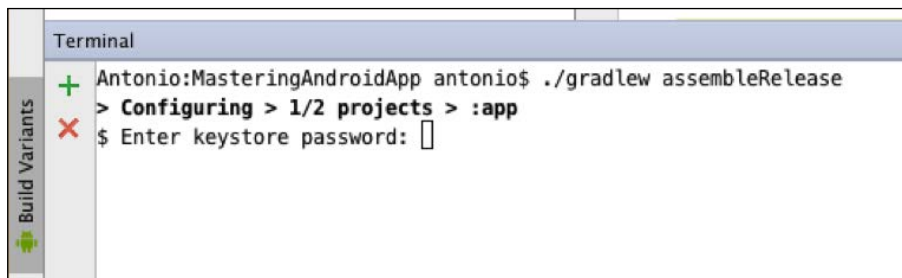 Terminal
Antonio:MasteringAndroidApp antonio$ ./gradlew assembleRelease
> Configuring > 1/2 projects > :app
$ Enter keystore password:
Build Variants